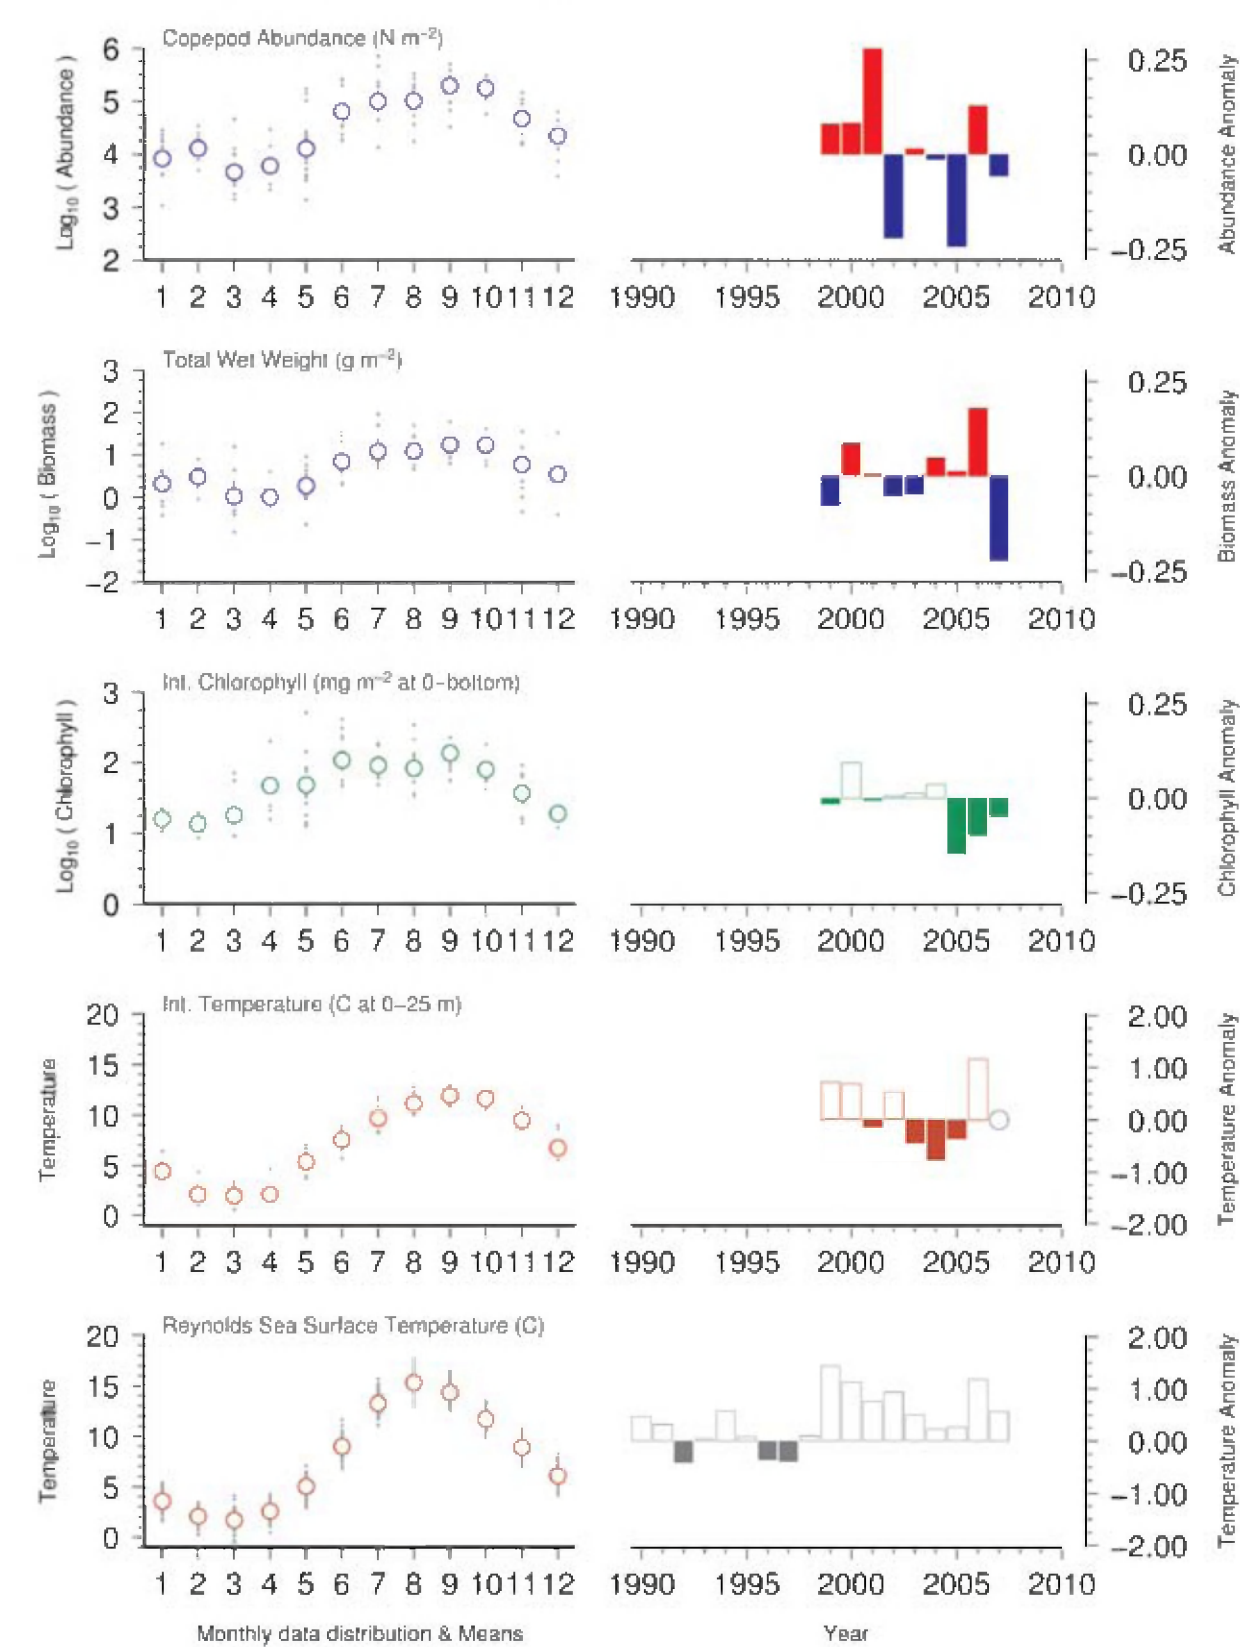 Copepod Abundance (N m−2)
Log10 ( Abundance )
6
5
4
3
2
1 2 3 4 5 6 7 8 9 10 11 12
0.25
0.00
−0.25
Abundance Anomaly
1990 1995 2000 2005 2010
Total Wet Weight (g m−2)
Log10 ( Biomass )
3
2
1
0
−1
−2
1 2 3 4 5 6 7 8 9 10 11 12
0.25
0.00
−0.25
Biomass Anomaly
1990 1995 2000 2005 2010
Int. Chlorophyll (mg m−2 at 0−bottom)
Log10 ( Chlorophyll )
3
2
1
0
1 2 3 4 5 6 7 8 9 10 11 12
0.25
0.00
−0.25
Chlorophyll Anomaly
1990 1995 2000 2005 2010
Int. Temperature (C at 0−25 m)
Temperature
20
15
10
5
0
1 2 3 4 5 6 7 8 9 10 11 12
2.00
1.00
0.00
−1.00
−2.00
Temperature Anomaly
1990 1995 2000 2005 2010
Reynolds Sea Surface Temperature (C)
Temperature
20
15
10
5
0
1 2 3 4 5 6 7 8 9 10 11 12
2.00
1.00
0.00
−1.00
−2.00
Temperature Anomaly
1990 1995 2000 2005 2010
Monthly data distribution & Means
Year